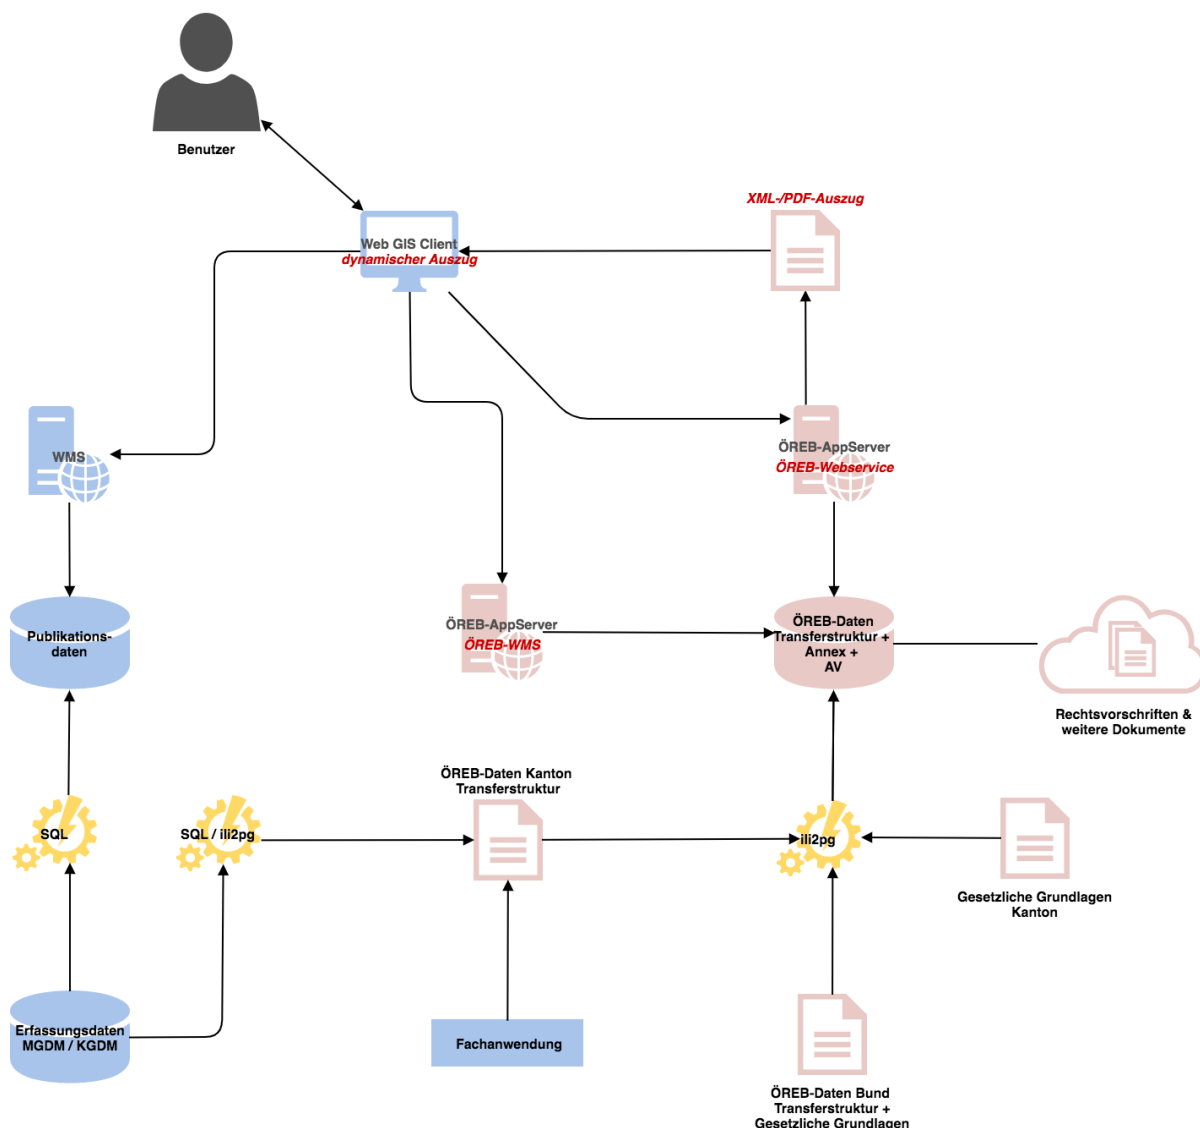 Benutzer
XML-/PDF-Auszug
Web GIS Client
dynamischer Auszug
WMS
ÖREB-AppServer
ÖREB-Webservice
Publikations-
daten
ÖREB-AppServer
ÖREB-WMS
ÖREB-Daten
Transferstruktur +
Annex +
AV
Rechtsvorschriften &
weitere Dokumente
ÖREB-Daten Kanton
Transferstruktur
SQL
SQL / ili2pg
ili2pg
Gesetzliche Grundlagen
Kanton
Erfassungsdaten
MGDM / KGDM
Fachanwendung
ÖREB-Daten Bund
Transferstruktur +
Gesetzliche Grundlagen